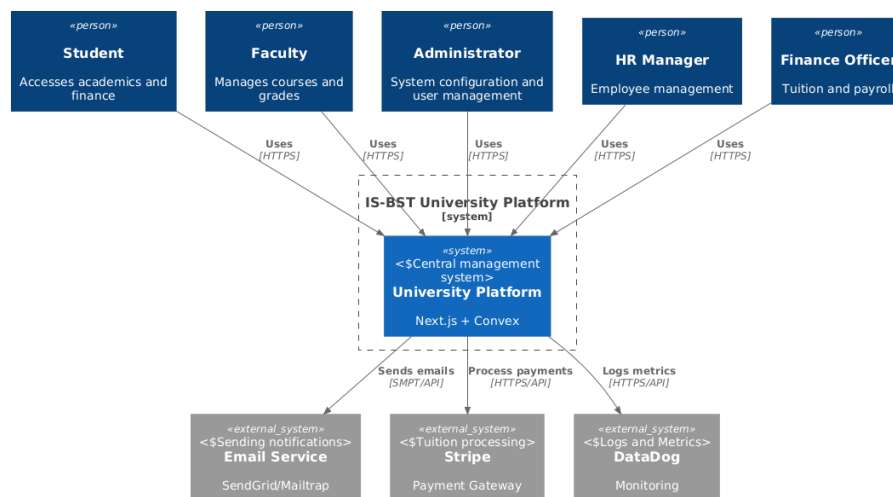 «person»
Student
Accesses academics and
finance
«person»
Faculty
Manages courses and
grades
«person»
Administrator
System configuration and
user management
«person»
HR Manager
Employee management
«person»
Finance Officer
Tuition and payroll
Uses
[HTTPS]
Uses
[HTTPS]
Uses
[HTTPS]
Uses
[HTTPS]
Uses
[HTTPS]
IS-BST University Platform
[system]
«system»
<$Central management
system>
University Platform
Next.js + Convex
Sends emails
[SMPT/API]
Process payments
[HTTPS/API]
Logs metrics
[HTTPS/API]
«external_system»
<$Sending notifications>
Email Service
SendGrid/Mailtrap
«external_system»
<$Tuition processing>
Stripe
Payment Gateway
«external_system»
<$Logs and Metrics>
DataDog
Monitoring